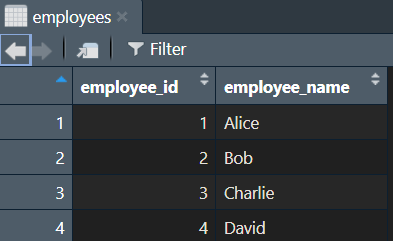 employees
Filter
employee_id employee_name
1 1 Alice
2 2 Bob
3 3 Charlie
4 4 David